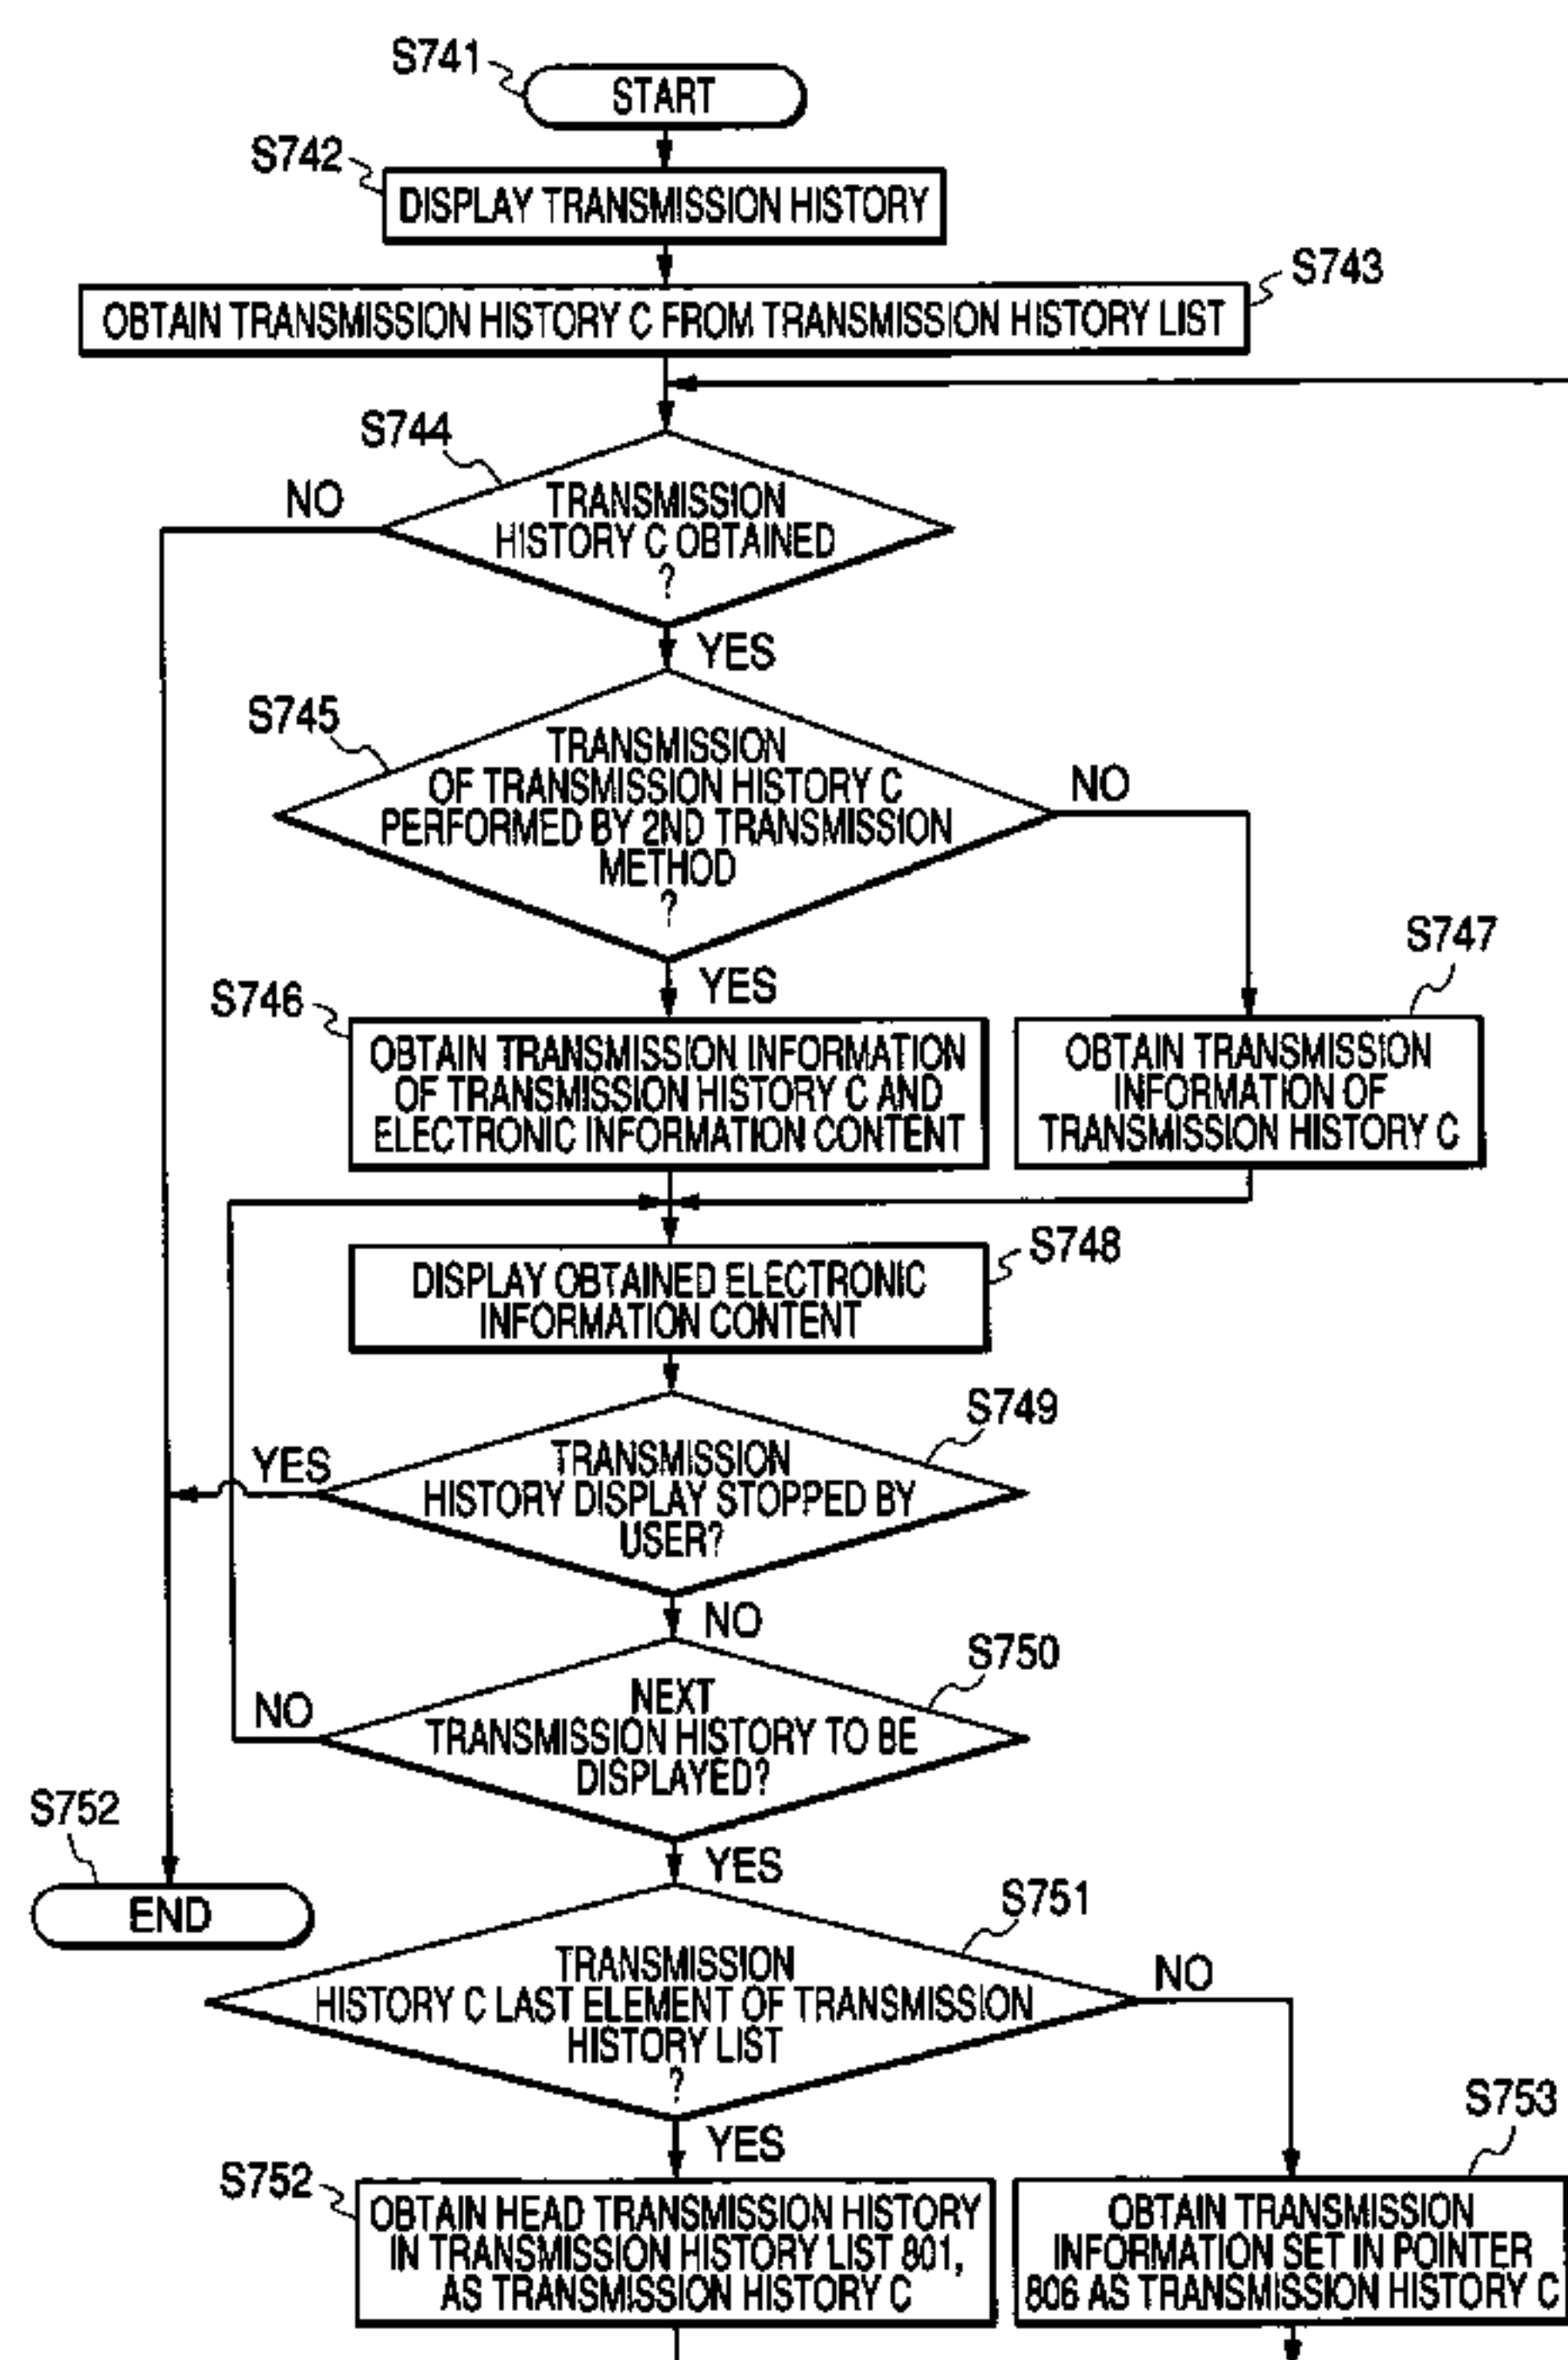 S741
START
S742
DISPLAY TRANSMISSION HISTORY
S743
OBTAIN TRANSMISSION HISTORY C FROM TRANSMISSION HISTORY LIST
S744
NO
TRANSMISSION
HISTORY C OBTAINED
?
YES
S745
TRANSMISSION
OF TRANSMISSION HISTORY C
PERFORMED BY 2ND TRANSMISSION
METHOD
?
NO
YES
S746
OBTAIN TRANSMISSION INFORMATION
OF TRANSMISSION HISTORY C AND
ELECTRONIC INFORMATION CONTENT
S747
OBTAIN TRANSMISSION
INFORMATION OF
TRANSMISSION HISTORY C
S748
DISPLAY OBTAINED ELECTRONIC
INFORMATION CONTENT
S749
YES
TRANSMISSION
HISTORY DISPLAY STOPPED BY
USER?
NO
S750
NO
NEXT
TRANSMISSION HISTORY TO BE
DISPLAYED?
YES
S752
END
S751
TRANSMISSION
HISTORY C LAST ELEMENT OF TRANSMISSION
HISTORY LIST
?
NO
YES
S752
OBTAIN HEAD TRANSMISSION HISTORY
IN TRANSMISSION HISTORY LIST 801,
AS TRANSMISSION HISTORY C
S753
OBTAIN TRANSMISSION
INFORMATION SET IN POINTER
806 AS TRANSMISSION HISTORY C